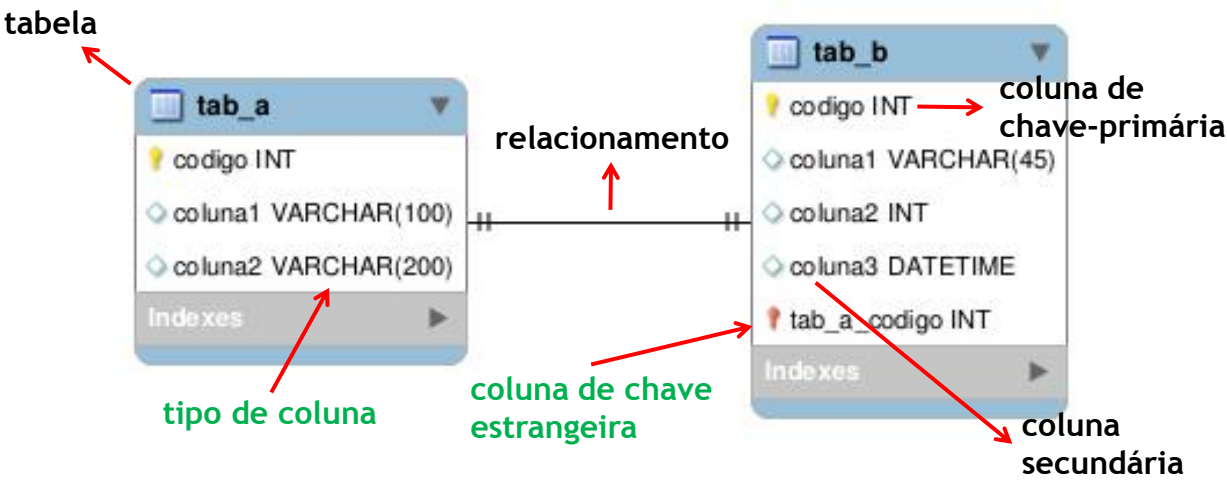 tabela
tab_a
codigo INT
coluna1 VARCHAR(100)
coluna2 VARCHAR(200)
Indexes
tipo de coluna
relacionamento
coluna de chave
estrangeira
tab_b
codigo INT
coluna1 VARCHAR(45)
coluna2 INT
coluna3 DATETIME
tab_a_codigo INT
Indexes
coluna de
chave-primária
coluna
secundária